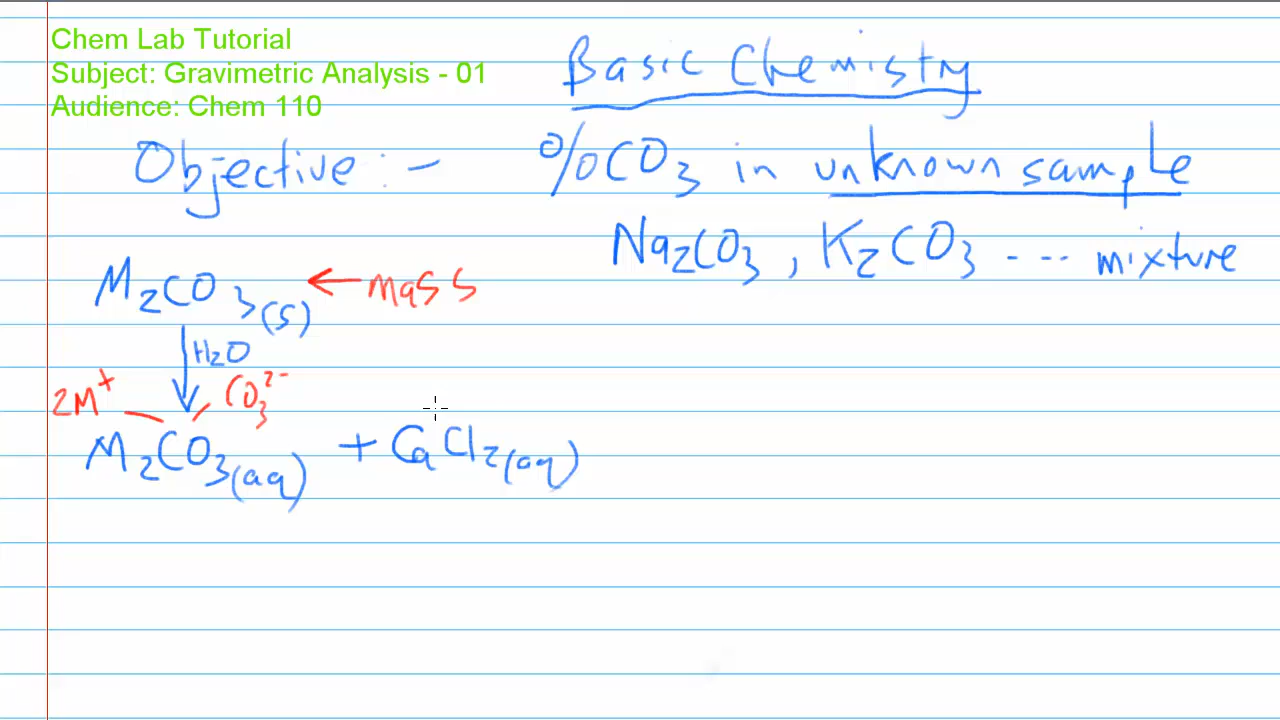 Chem Lab Tutorial
Subject: Gravimetric Analysis - 01
Audience: Chem 110
Basic Chemistry
Objective :- %CO3 in unknown sample
Na2CO3, K2CO3 ---- mixture
M2CO3(s) ← mass
H2O
2M+ CO3 2-
M2CO3(aq) + CaCl2(aq)